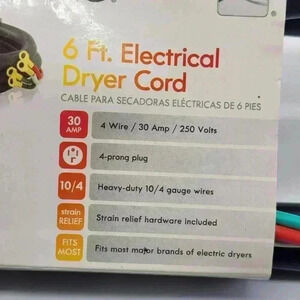 6 Ft. Electrical
Dryer Cord
CABLE PARA SECADORAS ELÉCTRICAS DE 6 PIES
30 AMP
4 Wire / 30 Amp / 250 Volts
4-prong plug
10/4
Heavy-duty 10/4 gauge wires
strain RELIEF
Strain relief hardware included
FITS MOST
Fits most major brands of electric dryers